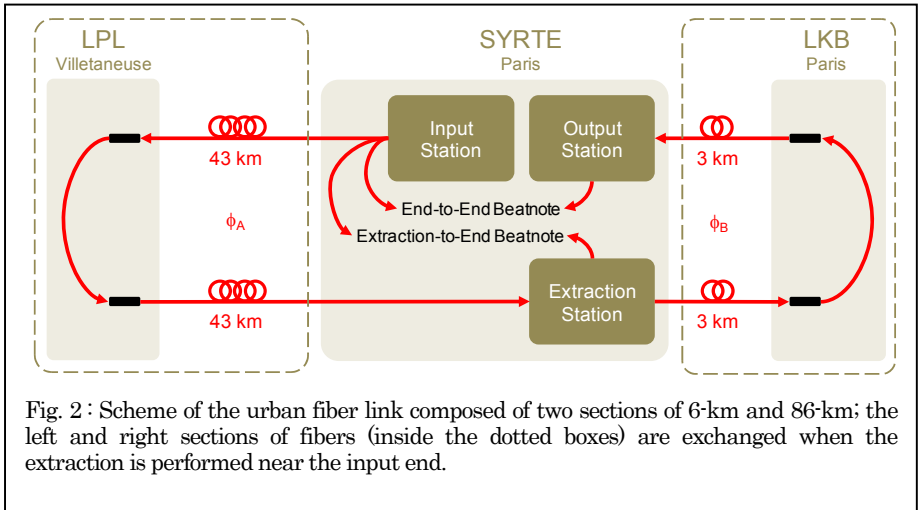 LPL
Villetaneuse
SYRTE
Paris
LKB
Paris
Input
Station
Output
Station
43 km
3 km
End-to-End Beatnote
Extraction-to-End Beatnote
ϕA
ϕB
43 km
Extraction
Station
3 km
Fig. 2 : Scheme of the urban fiber link composed of two sections of 6-km and 86-km; the
left and right sections of fibers (inside the dotted boxes) are exchanged when the
extraction is performed near the input end.